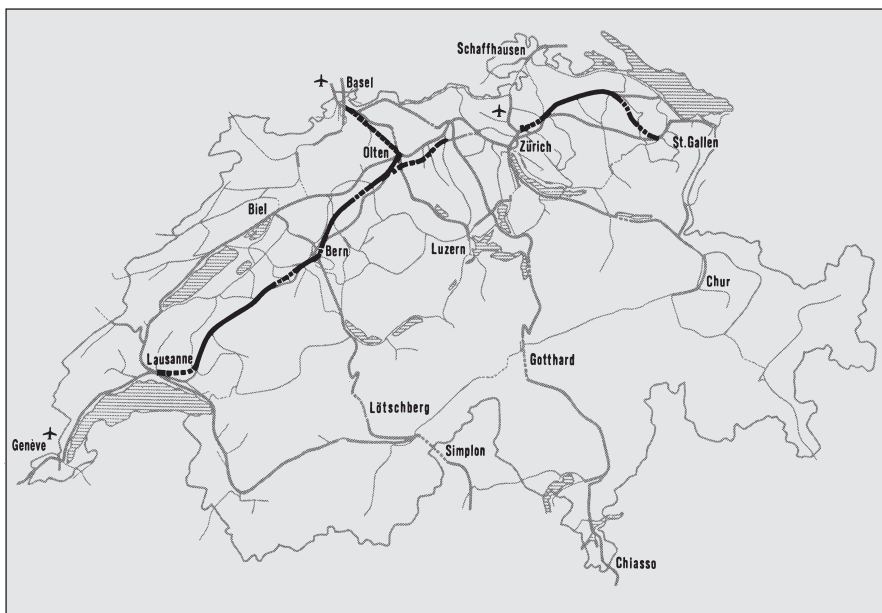 Schaffhausen
Basel
Olten
Zürich
St.Gallen
Biel
Bern
Luzern
Chur
Lausanne
Gotthard
Lötschberg
Genève
Simplon
Chiasso